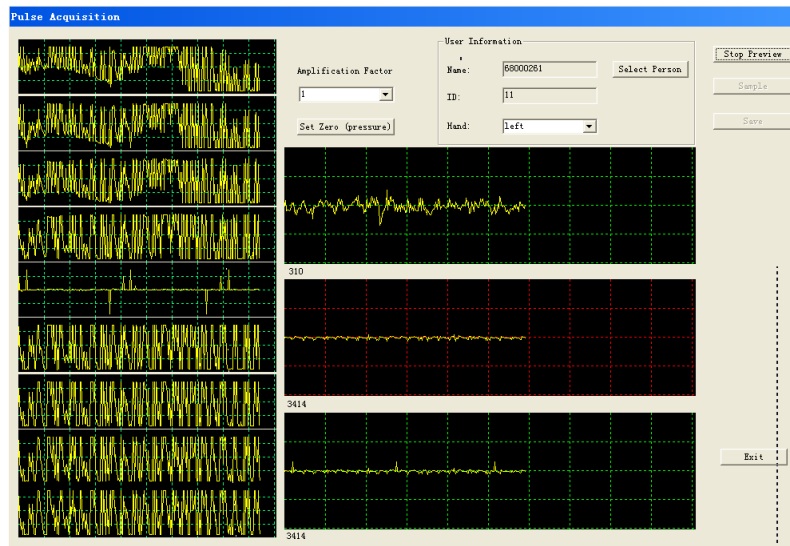 Pulse Acquisition
User Information
Amplification Factor
1
Set Zero (pressure)
Name:
68000261
Select Person
ID:
11
Hand:
left
Stop Preview
Sample
Save
310
3414
3414
Exit